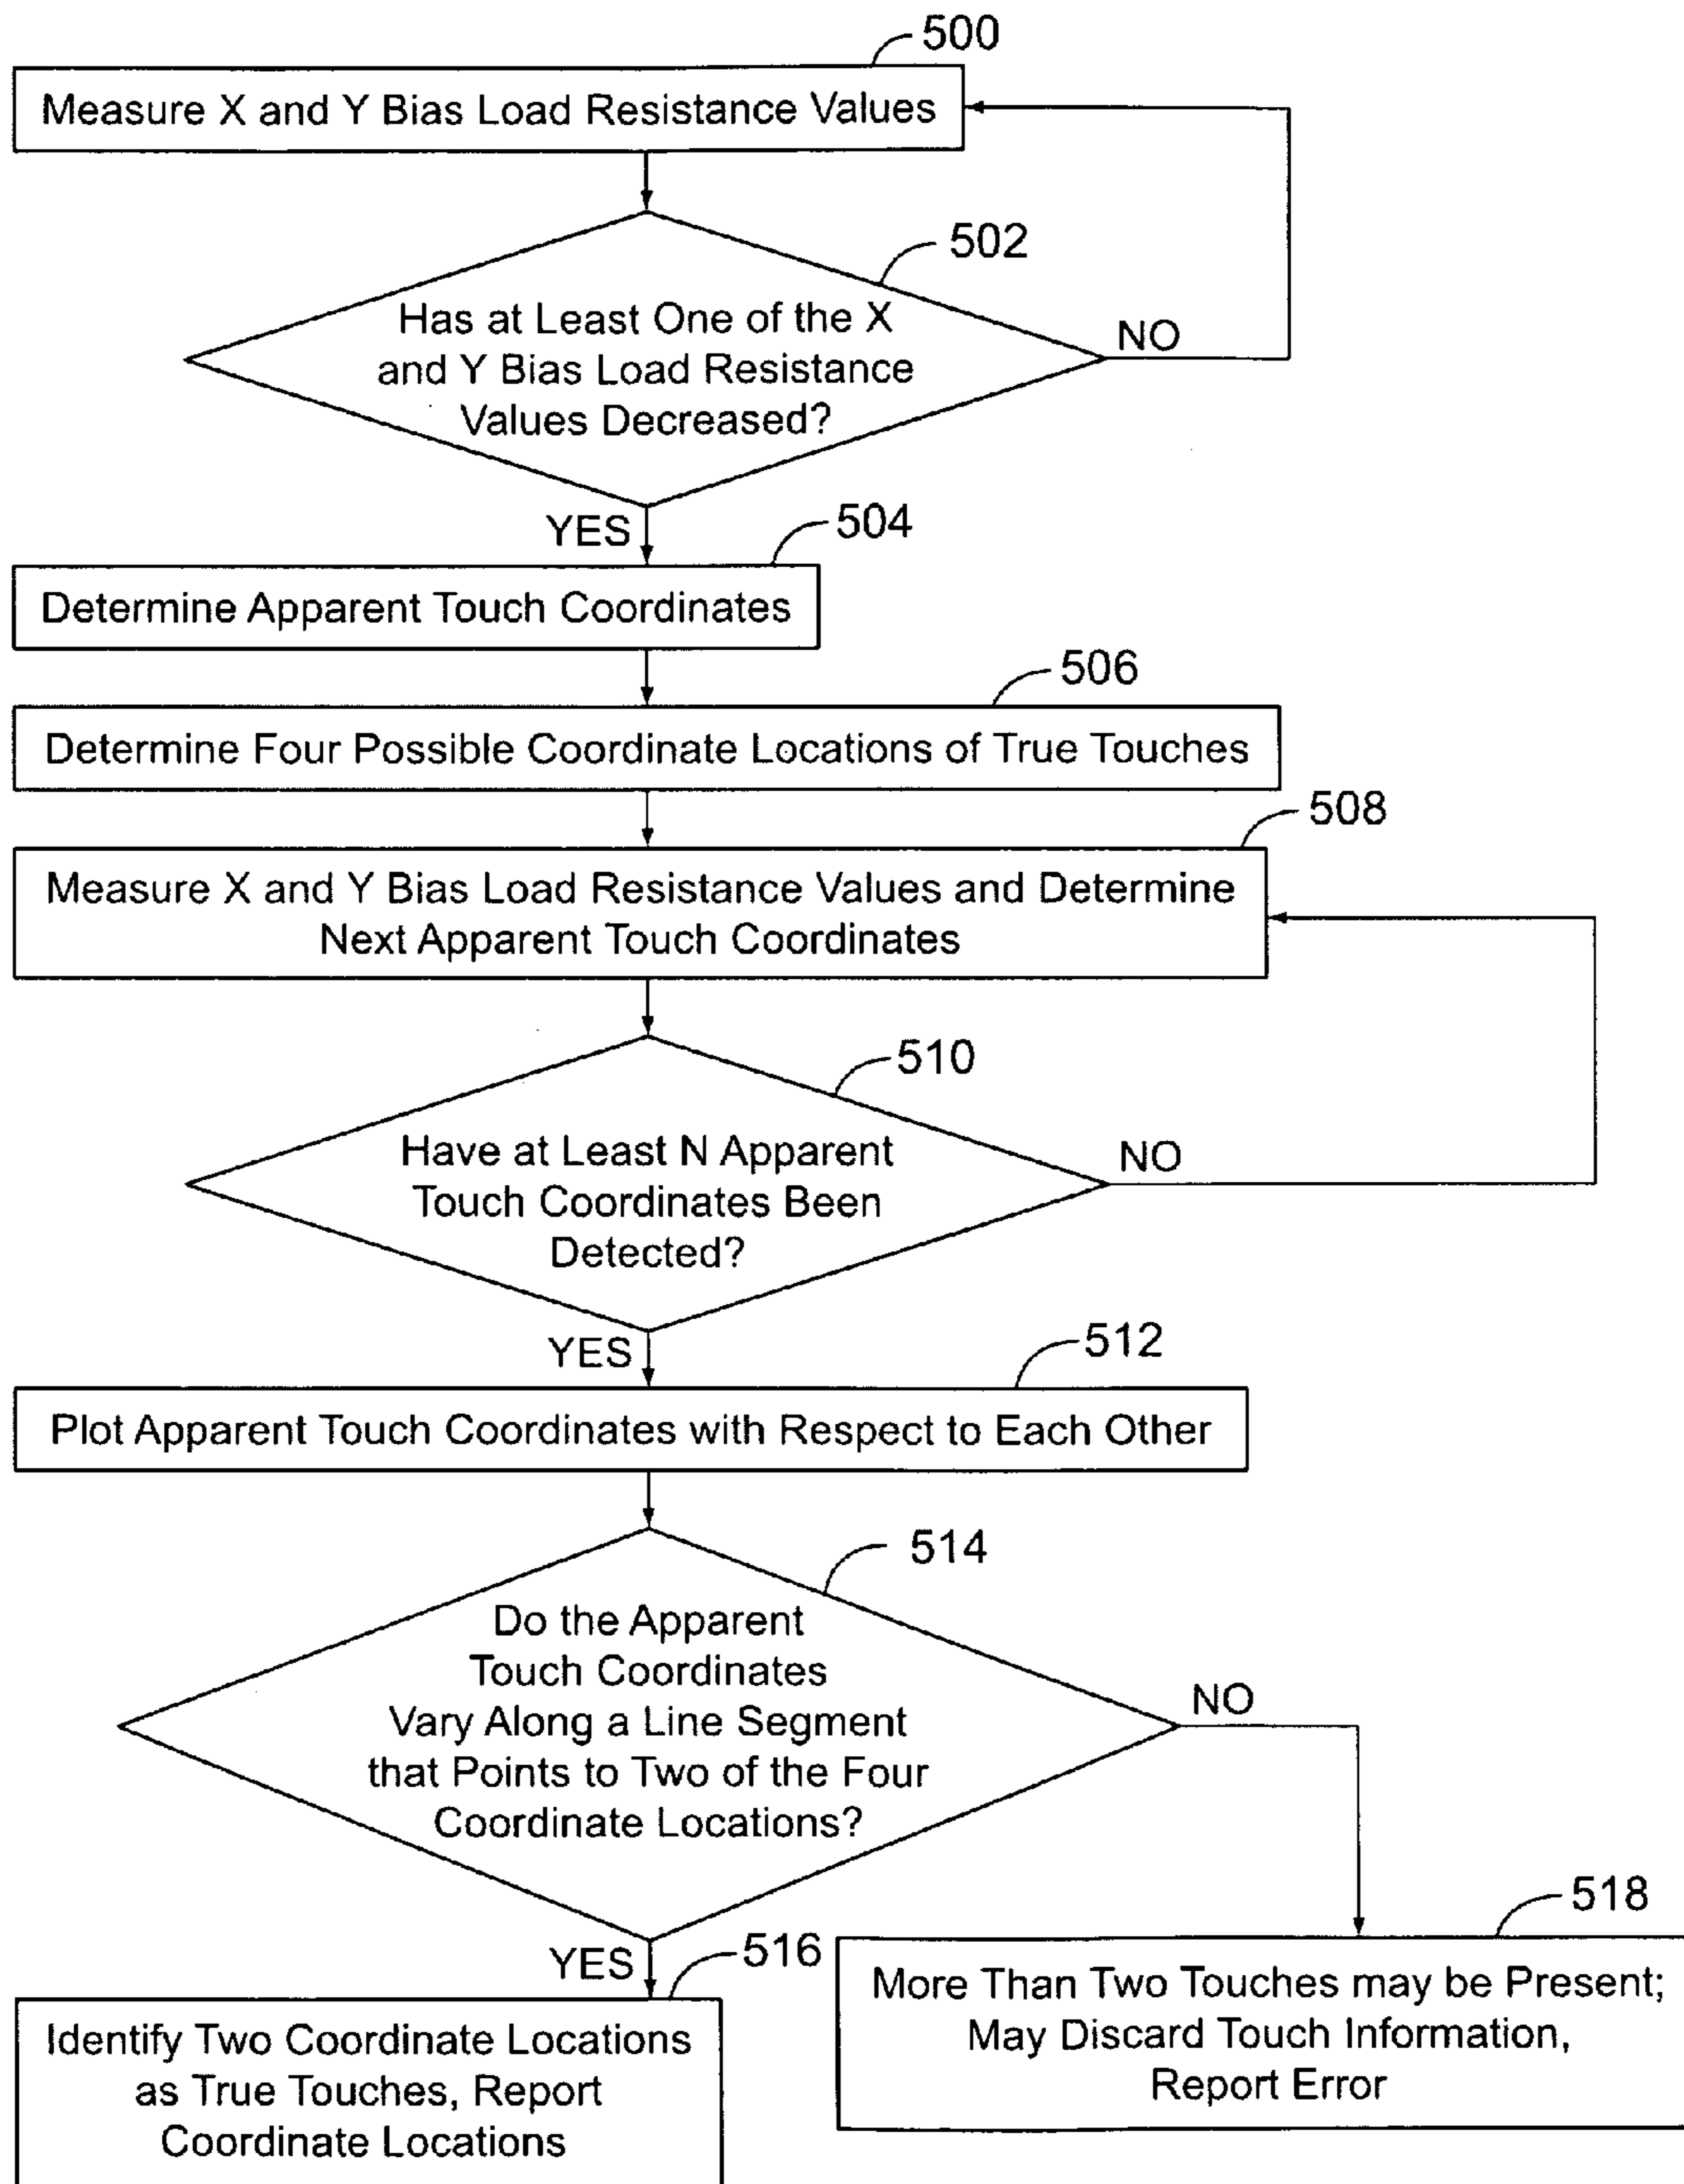 500
Measure X and Y Bias Load Resistance Values
502
Has at Least One of the X
and Y Bias Load Resistance
Values Decreased?
NO
YES
504
Determine Apparent Touch Coordinates
506
Determine Four Possible Coordinate Locations of True Touches
508
Measure X and Y Bias Load Resistance Values and Determine
Next Apparent Touch Coordinates
510
Have at Least N Apparent
Touch Coordinates Been
Detected?
NO
YES
512
Plot Apparent Touch Coordinates with Respect to Each Other
514
Do the Apparent
Touch Coordinates
Vary Along a Line Segment
that Points to Two of the Four
Coordinate Locations?
NO
YES
516
Identify Two Coordinate Locations
as True Touches, Report
Coordinate Locations
518
More Than Two Touches may be Present;
May Discard Touch Information,
Report Error